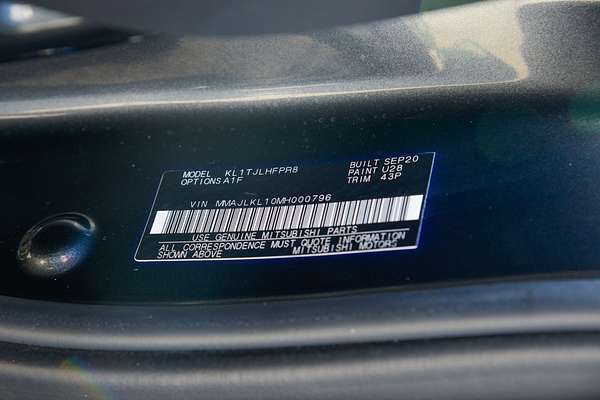 MODEL KL1TJLHFPR8 BUILT SEP20
OPTIONS A1F PAINT U28
TRIM 43P
VIN MMAJLKL10MH000796
USE GENUINE MITSUBISHI PARTS
ALL CORRESPONDENCE MUST QUOTE INFORMATION
SHOWN ABOVE MITSUBISHI MOTORS